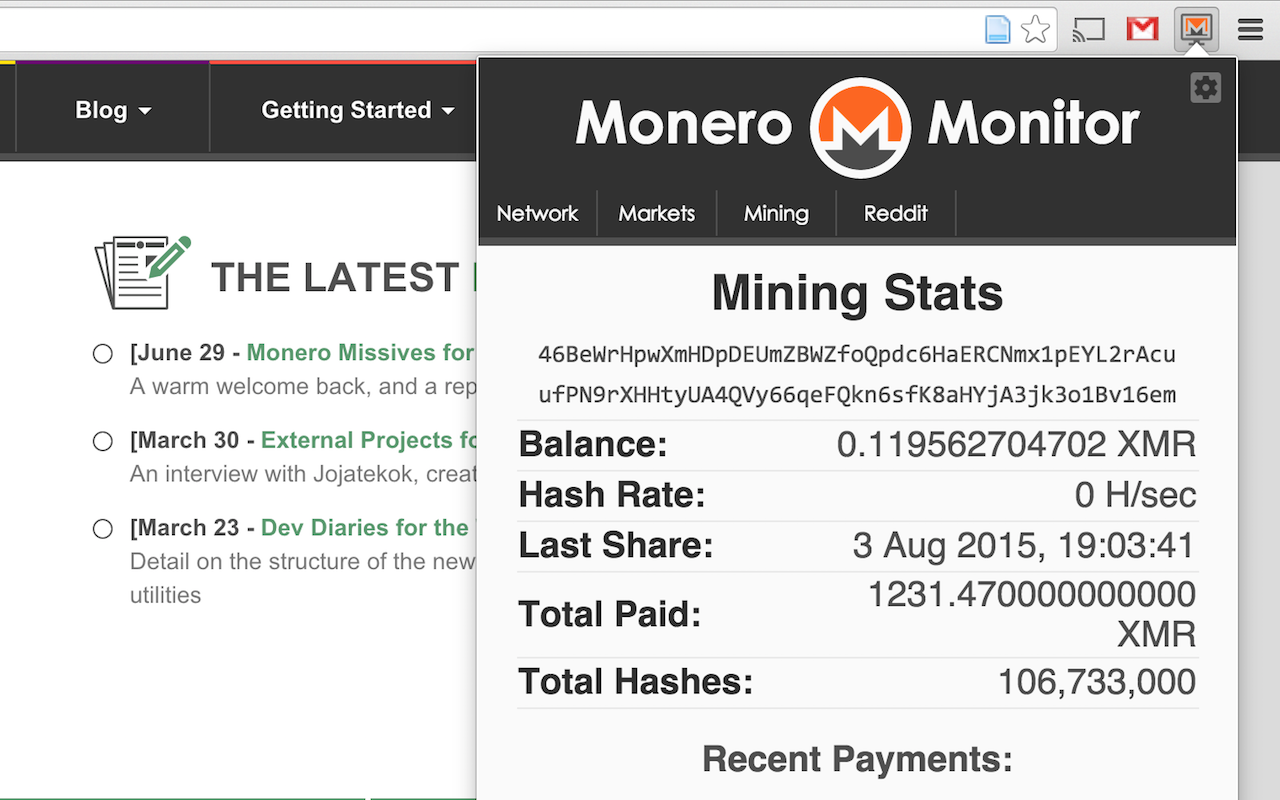 Blog
Getting Started
Monero Monitor
Network
Markets
Mining
Reddit
THE LATEST
[June 29 - Monero Missives for
A warm welcome back, and a rep
[March 30 - External Projects fo
An interview with Jojatekok, creat
[March 23 - Dev Diaries for the
Detail on the structure of the new
utilities
Mining Stats
46BeWrHpwXmHDpDEUmZBWZfoQpdc6HaERCNmx1pEYL2rAcu
ufPN9rXHHtyUA4QVy66qeFQkn6sfK8aHYjA3jk3o1Bv16em
Balance: 0.119562704702 XMR
Hash Rate: 0 H/sec
Last Share: 3 Aug 2015, 19:03:41
Total Paid: 1231.470000000000
XMR
Total Hashes: 106,733,000
Recent Payments: